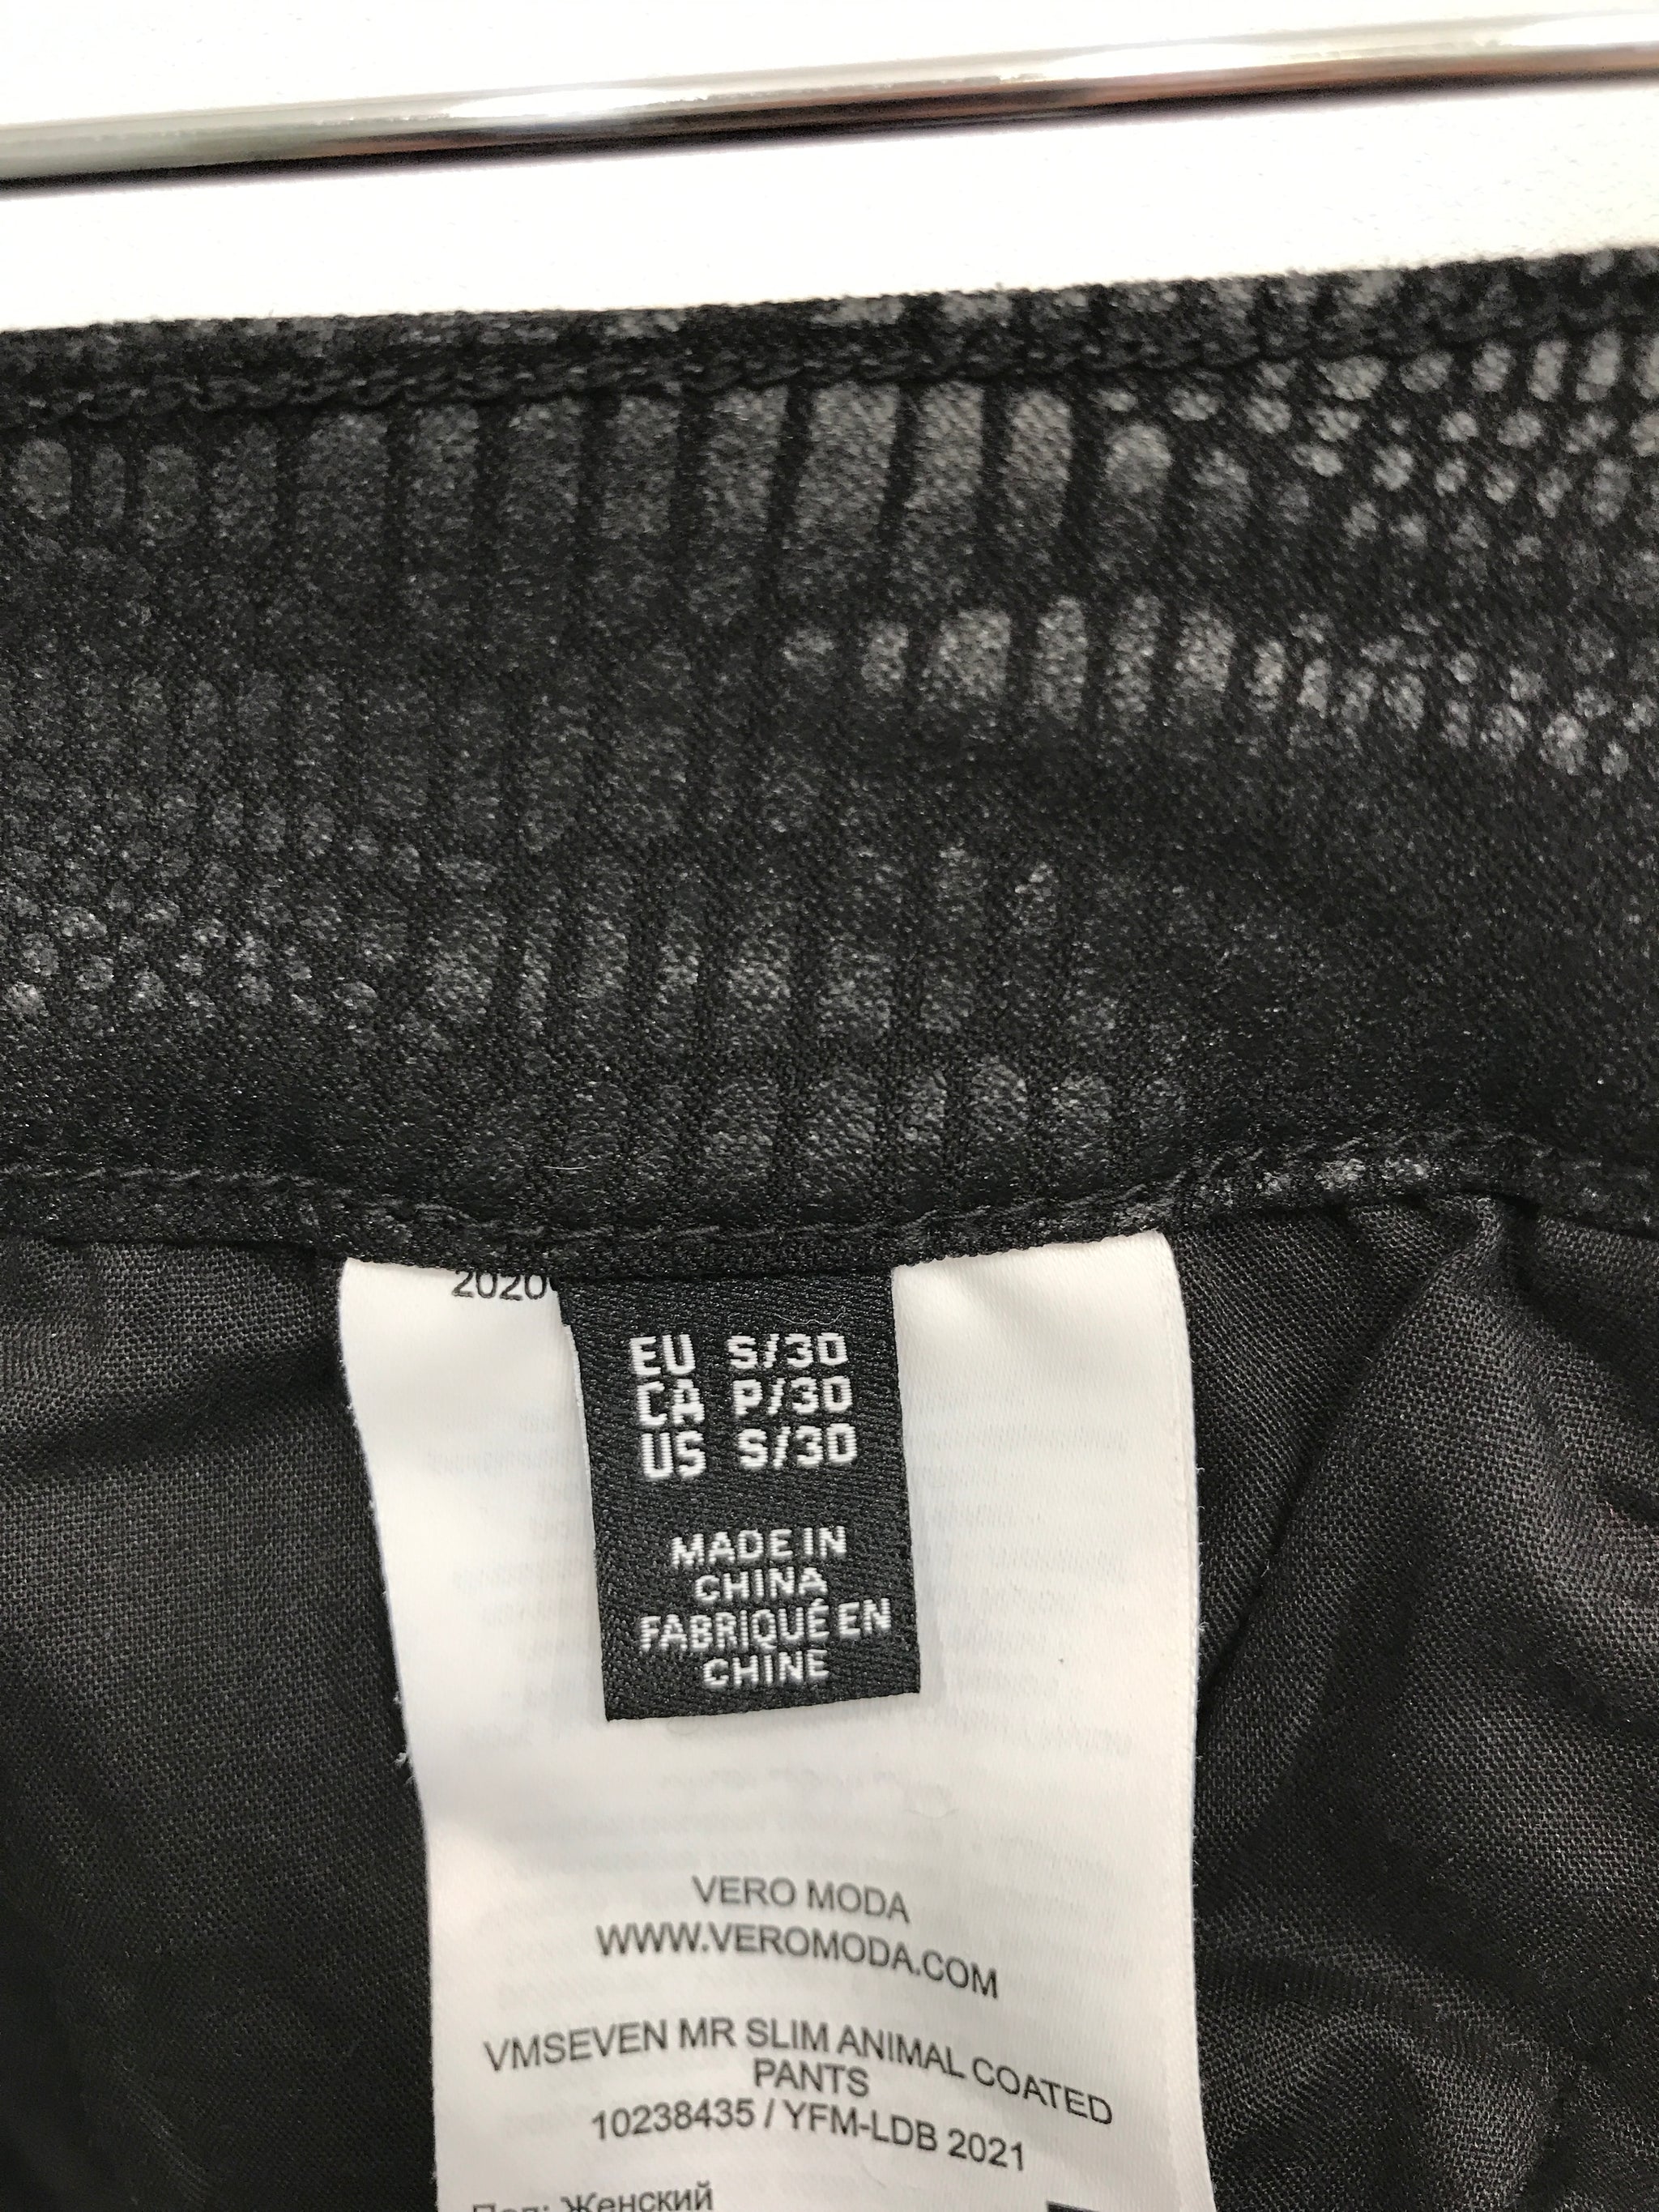 2020
EU S/30
CA P/30
US S/30
MADE IN
CHINA
FABRIQUÉ EN
CHINE
VERO MODA
WWW.VEROMODA.COM
VMSEVEN MR SLIM ANIMAL COATED
PANTS
10238435 / YFM-LDB 2021
Пол: Женский